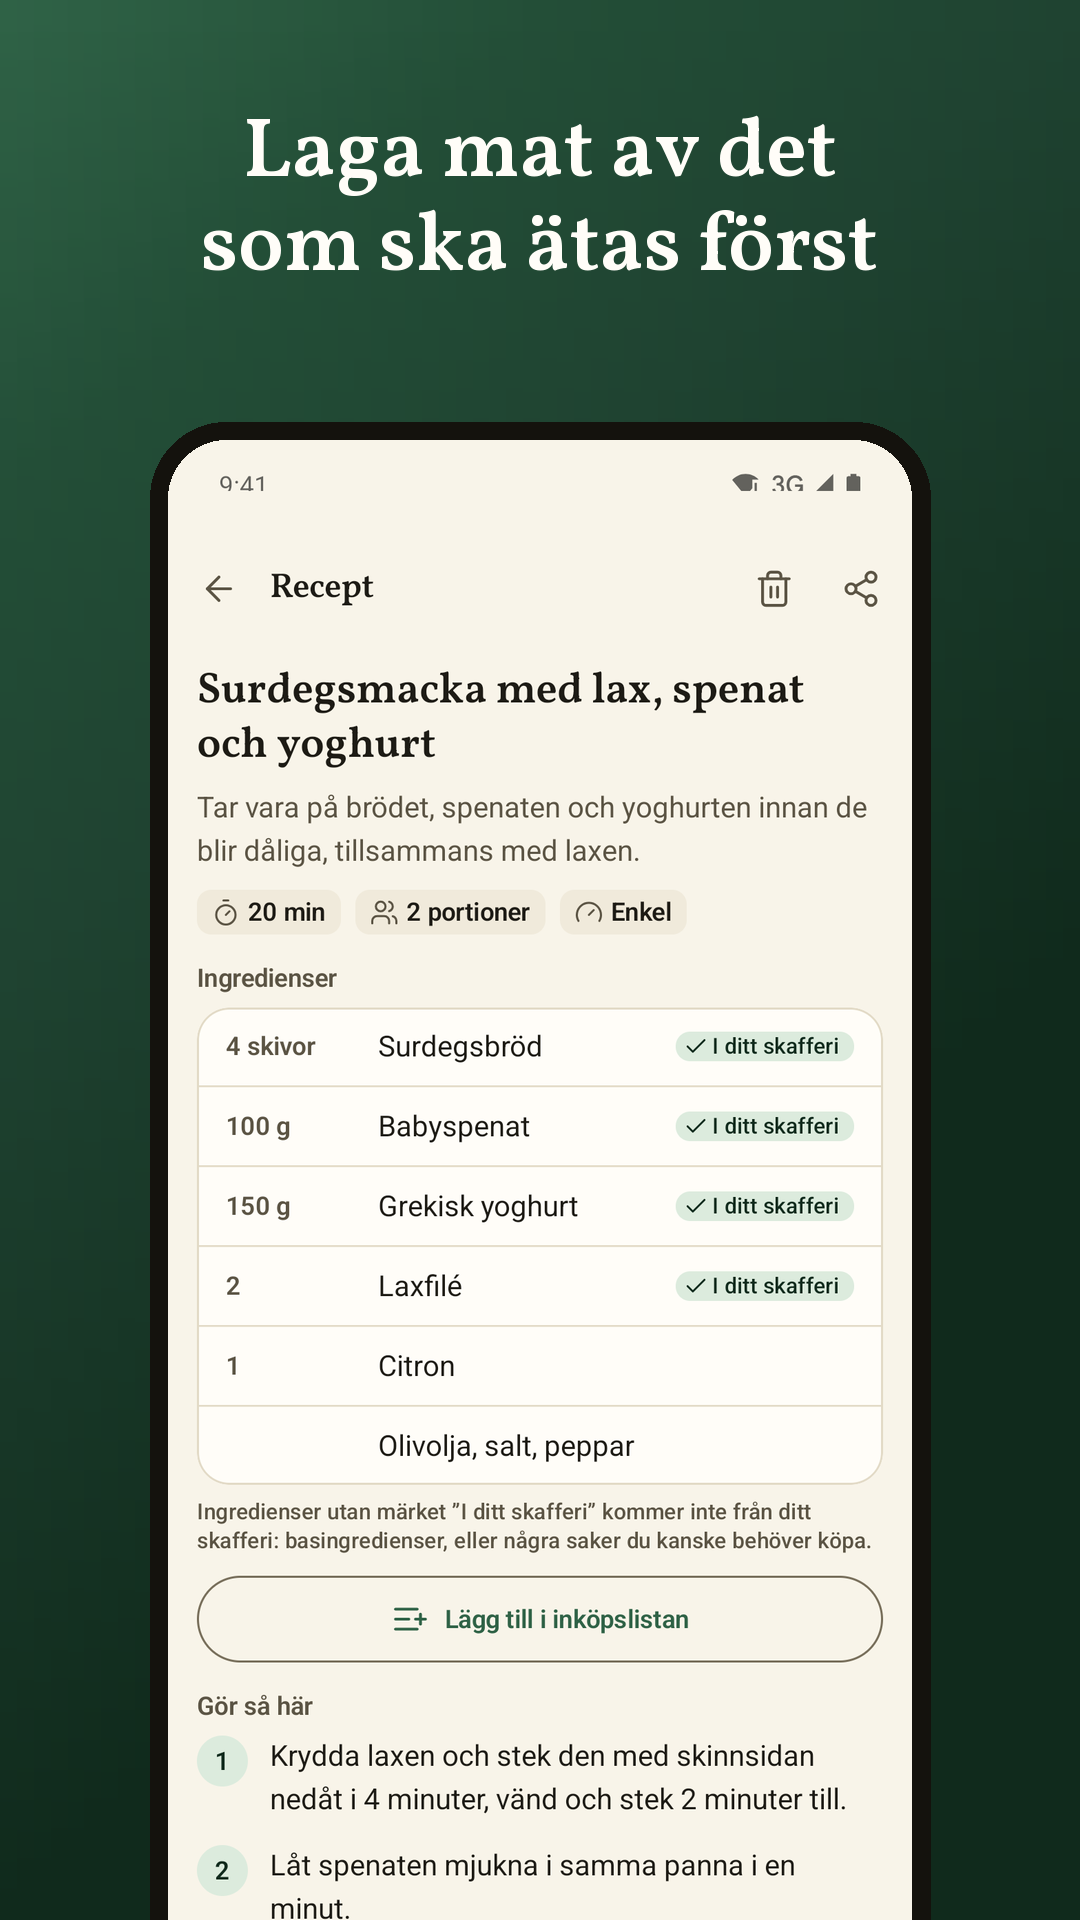 Laga mat av det
som ska ätas först
9:41
3G
Recept
Surdegsmacka med lax, spenat
och yoghurt
Tar vara på brödet, spenaten och yoghurten innan de
blir dåliga, tillsammans med laxen.
20 min
2 portioner
Enkel
Ingredienser
4 skivor Surdegsbröd I ditt skafferi
100 g Babyspenat I ditt skafferi
150 g Grekisk yoghurt I ditt skafferi
2 Laxfilé I ditt skafferi
1 Citron
Olivolja, salt, peppar
Ingredienser utan märket ”I ditt skafferi” kommer inte från ditt
skafferi: basingredienser, eller några saker du kanske behöver köpa.
Lägg till i inköpslistan
Gör så här
1 Krydda laxen och stek den med skinnsidan
nedåt i 4 minuter, vänd och stek 2 minuter till.
2 Låt spenaten mjukna i samma panna i en
minut.